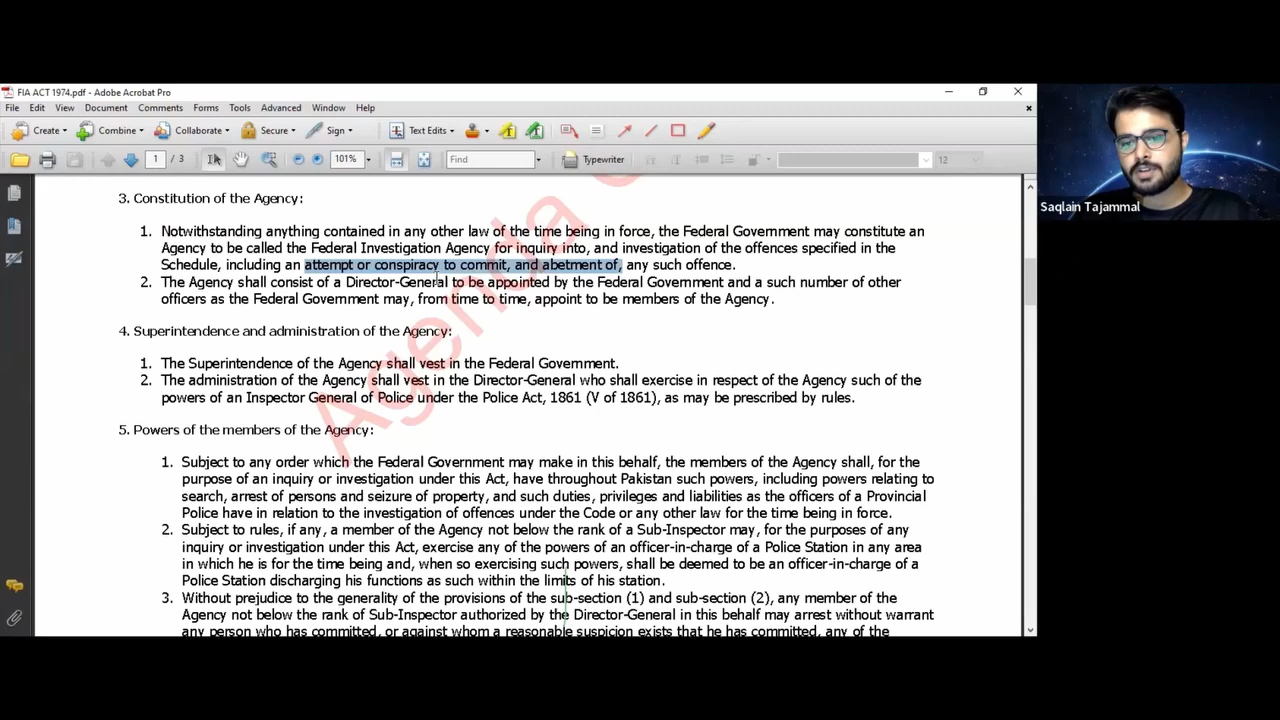 FIA ACT 1974.pdf - Adobe Acrobat Pro
File Edit View Document Comments Forms Tools Advanced Window Help
Create Combine Collaborate Secure Sign Text Edits
1 / 3 101% Find Typewriter 12
Saqlain Tajammal
3. Constitution of the Agency:
1. Notwithstanding anything contained in any other law of the time being in force, the Federal Government may constitute an
Agency to be called the Federal Investigation Agency for inquiry into, and investigation of the offences specified in the
Schedule, including an attempt or conspiracy to commit, and abetment of, any such offence.
2. The Agency shall consist of a Director-General to be appointed by the Federal Government and a such number of other
officers as the Federal Government may, from time to time, appoint to be members of the Agency.
4. Superintendence and administration of the Agency:
1. The Superintendence of the Agency shall vest in the Federal Government.
2. The administration of the Agency shall vest in the Director-General who shall exercise in respect of the Agency such of the
powers of an Inspector General of Police under the Police Act, 1861 (V of 1861), as may be prescribed by rules.
5. Powers of the members of the Agency:
1. Subject to any order which the Federal Government may make in this behalf, the members of the Agency shall, for the
purpose of an inquiry or investigation under this Act, have throughout Pakistan such powers, including powers relating to
search, arrest of persons and seizure of property, and such duties, privileges and liabilities as the officers of a Provincial
Police have in relation to the investigation of offences under the Code or any other law for the time being in force.
2. Subject to rules, if any, a member of the Agency not below the rank of a Sub-Inspector may, for the purposes of any
inquiry or investigation under this Act, exercise any of the powers of an officer-in-charge of a Police Station in any area
in which he is for the time being and, when so exercising such powers, shall be deemed to be an officer-in-charge of a
Police Station discharging his functions as such within the limits of his station.
3. Without prejudice to the generality of the provisions of the sub-section (1) and sub-section (2), any member of the
Agency not below the rank of Sub-Inspector authorized by the Director-General in this behalf may arrest without warrant
any person who has committed, or against whom a reasonable suspicion exists that he has committed, any of the
Agenda